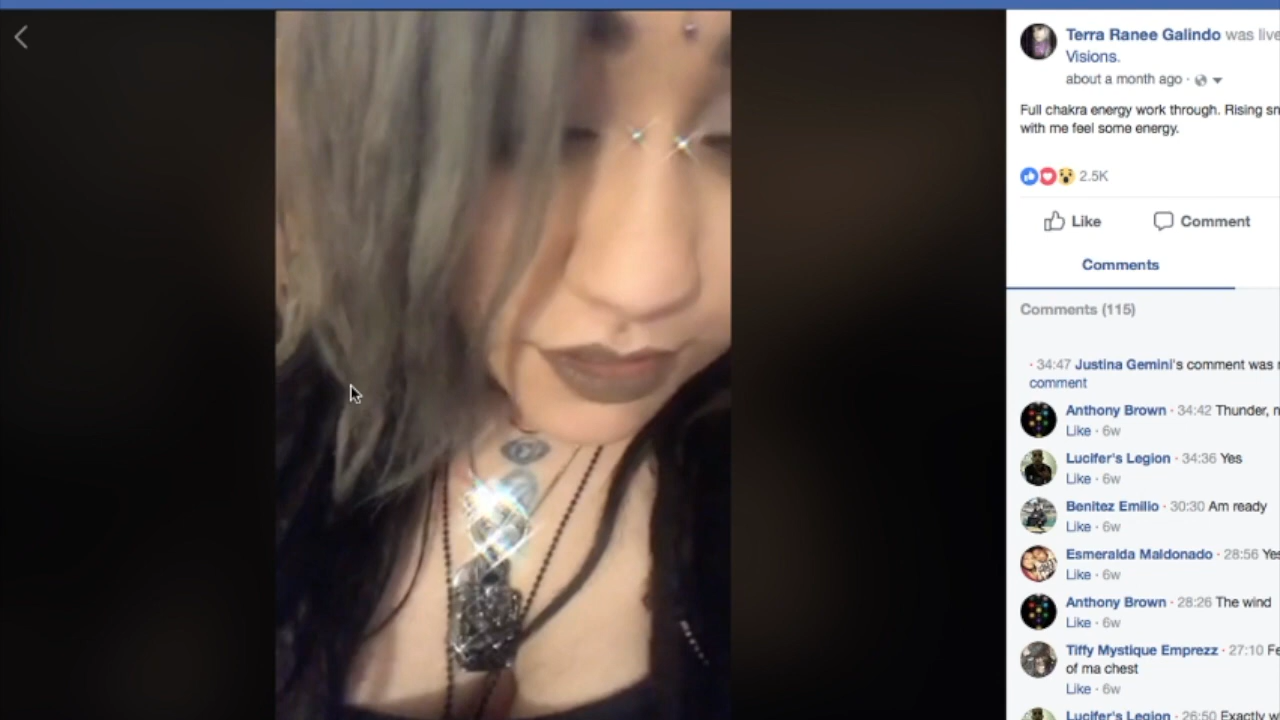 Terra Ranee Galindo was live
Visions.
about a month ago
Full chakra energy work through. Rising
with me feel some energy.
2.5K
Like Comment
Comments
Comments (115)
· 34:47 Justina Gemini's comment was
comment
Anthony Brown · 34:42 Thunder,
Like · 6w
Lucifer's Legion · 34:36 Yes
Like · 6w
Benitez Emilio · 30:30 Am ready
Like · 6w
Esmeralda Maldonado · 28:56
Like · 6w
Anthony Brown · 28:26 The wind
Like · 6w
Tiffy Mystique Emprezz · 27:10
of ma chest
Like · 6w
Lucifer's Legion · 26:50 Exactly